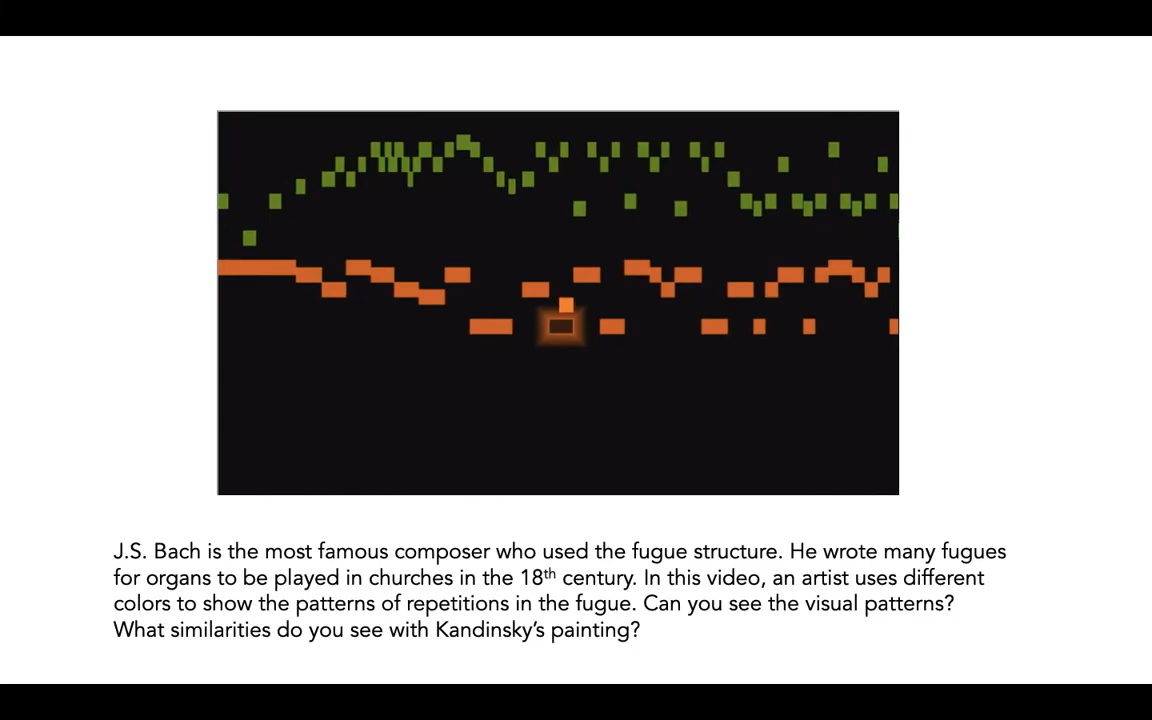 J.S. Bach is the most famous composer who used the fugue structure. He wrote many fugues
for organs to be played in churches in the 18th century. In this video, an artist uses different
colors to show the patterns of repetitions in the fugue. Can you see the visual patterns?
What similarities do you see with Kandinsky’s painting?